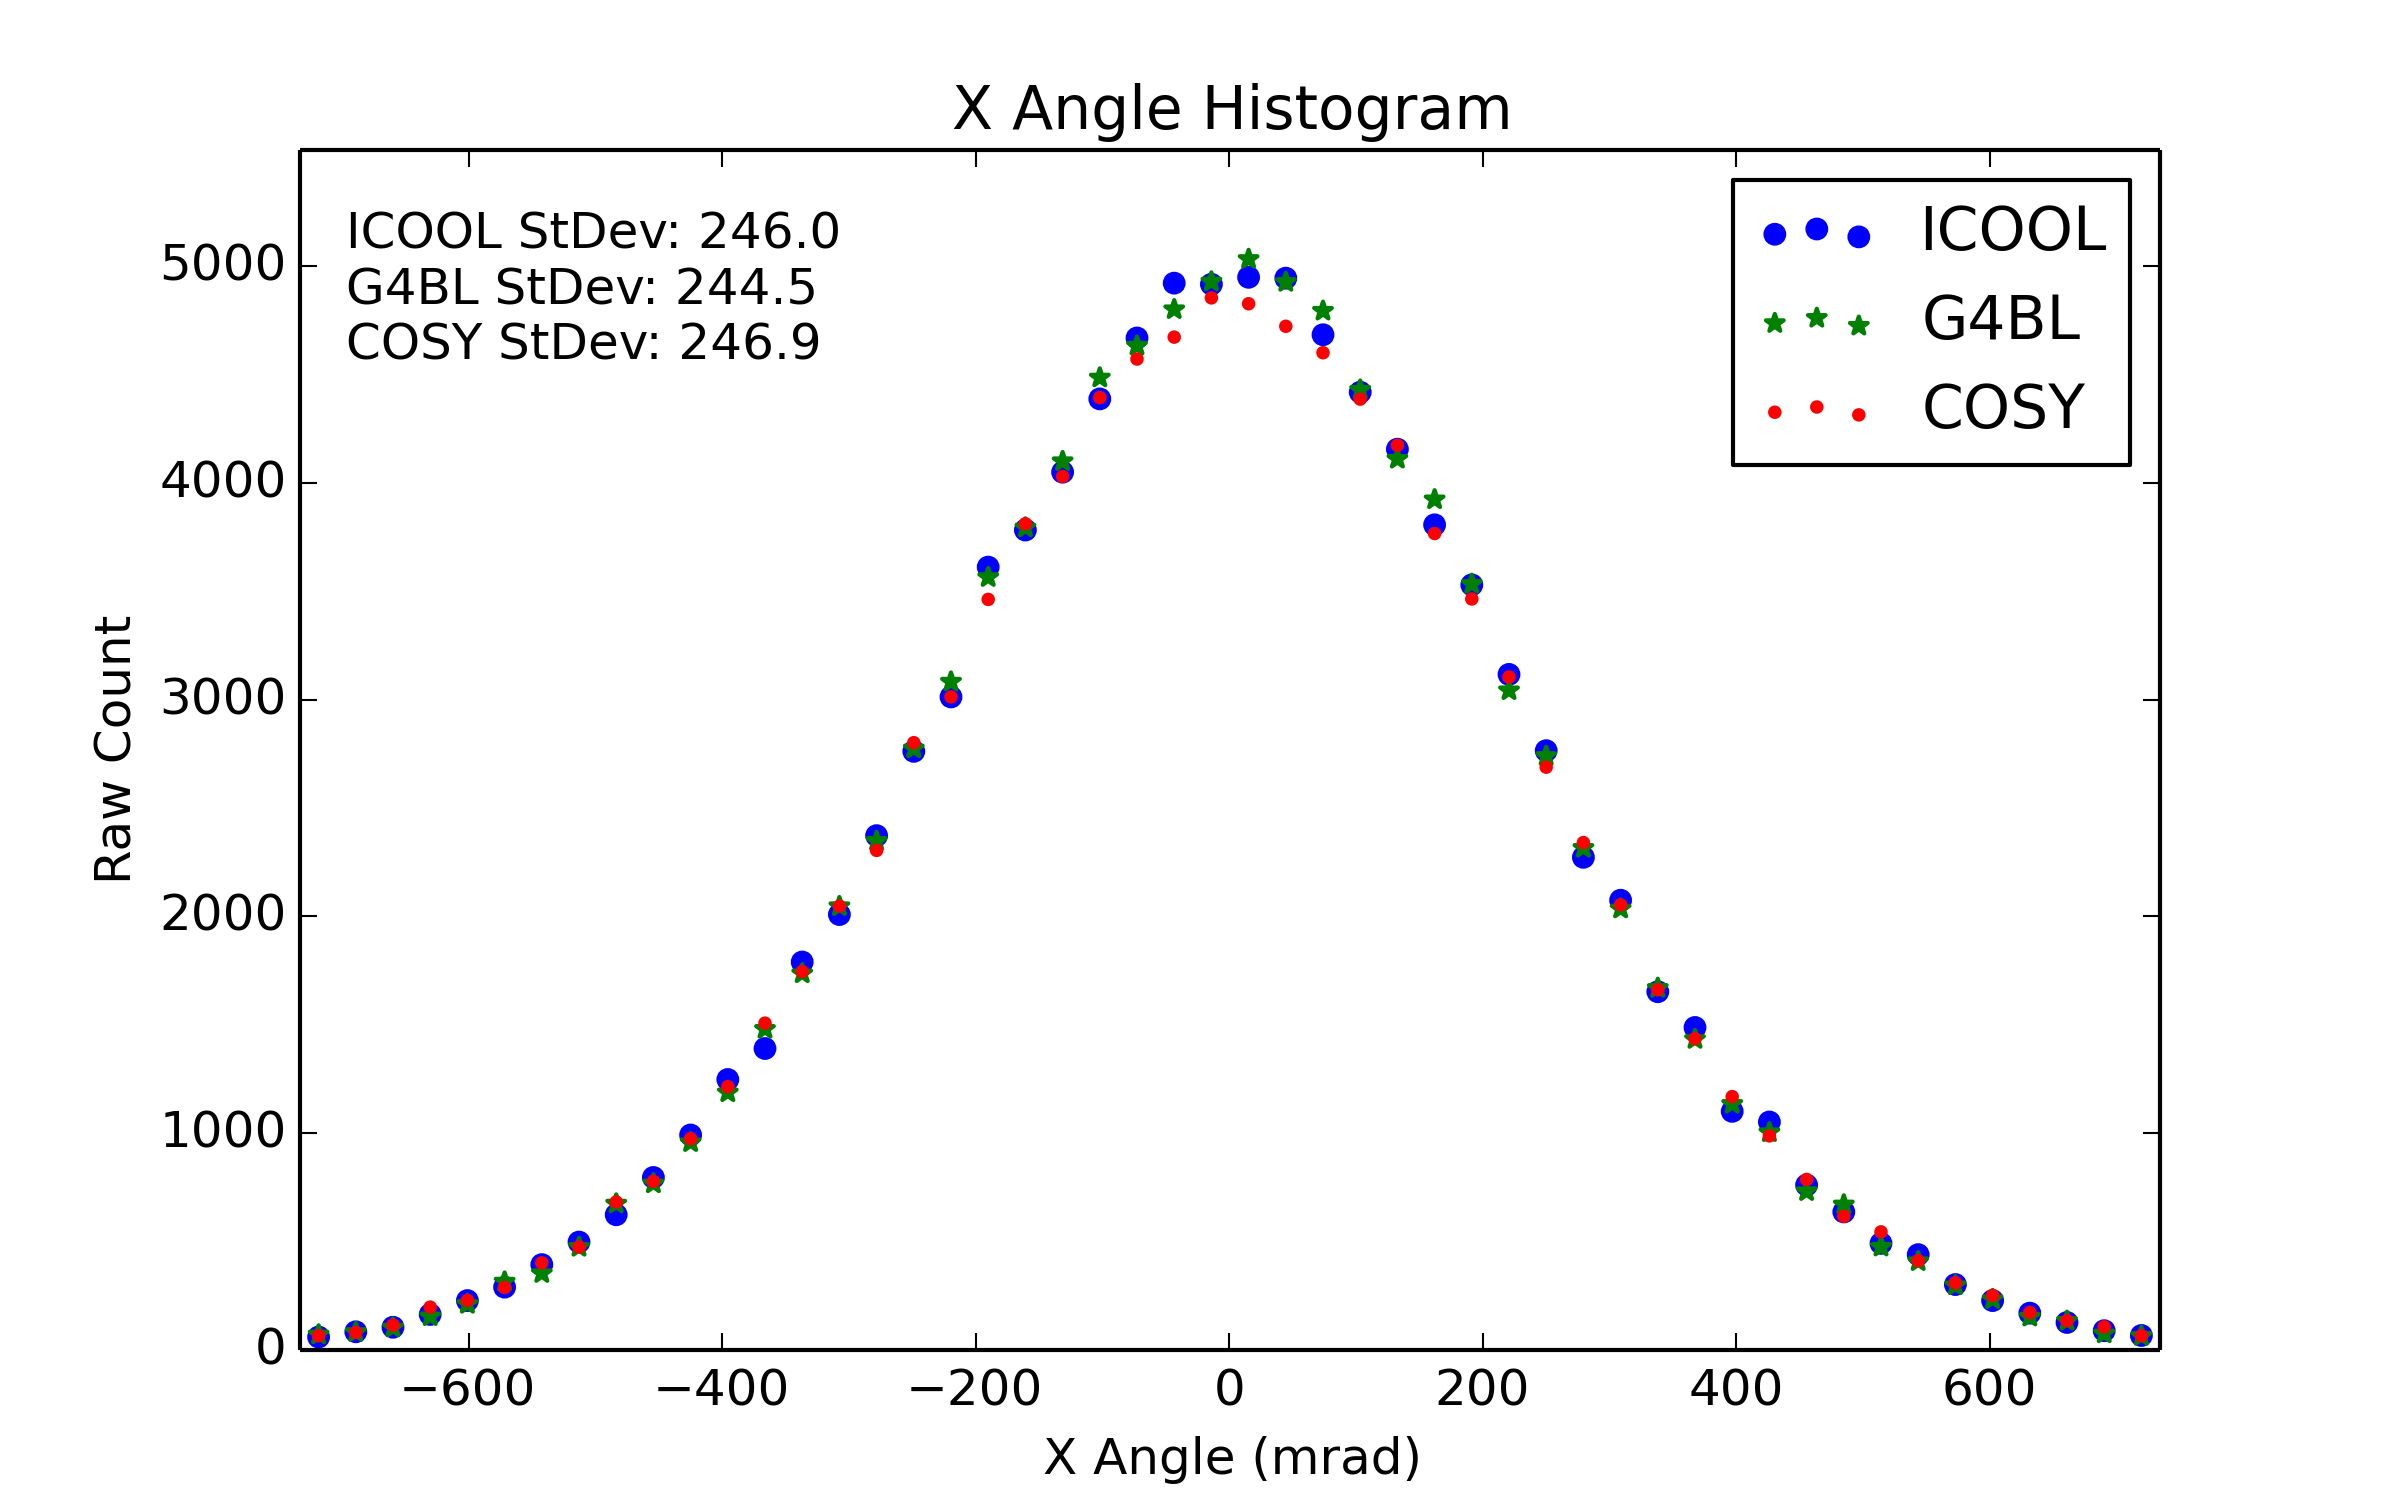 X Angle Histogram
ICOOL StDev: 246.0
G4BL StDev: 244.5
COSY StDev: 246.9
ICOOL
G4BL
COSY
Raw Count
5000
4000
3000
2000
1000
0
−600 −400 −200 0 200 400 600
X Angle (mrad)